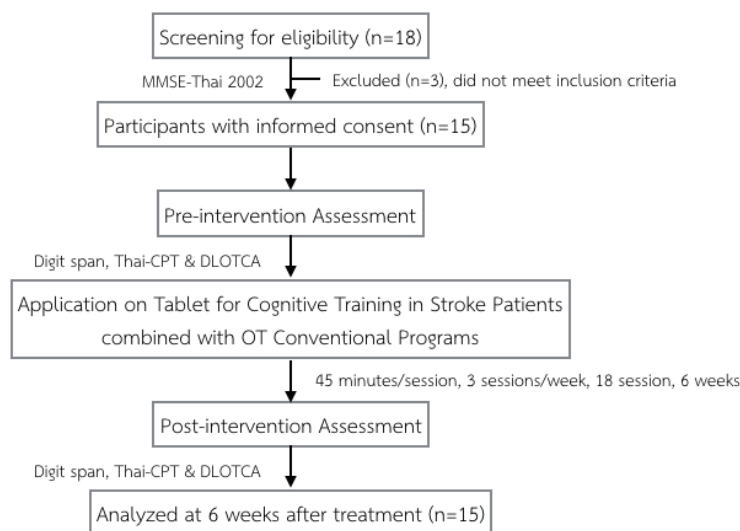 Screening for eligibility (n=18)
MMSE-Thai 2002
Excluded (n=3), did not meet inclusion criteria
Participants with informed consent (n=15)
Pre-intervention Assessment
Digit span, Thai-CPT & DLOTCA
Application on Tablet for Cognitive Training in Stroke Patients
combined with OT Conventional Programs
45 minutes/session, 3 sessions/week, 18 session, 6 weeks
Post-intervention Assessment
Digit span, Thai-CPT & DLOTCA
Analyzed at 6 weeks after treatment (n=15)